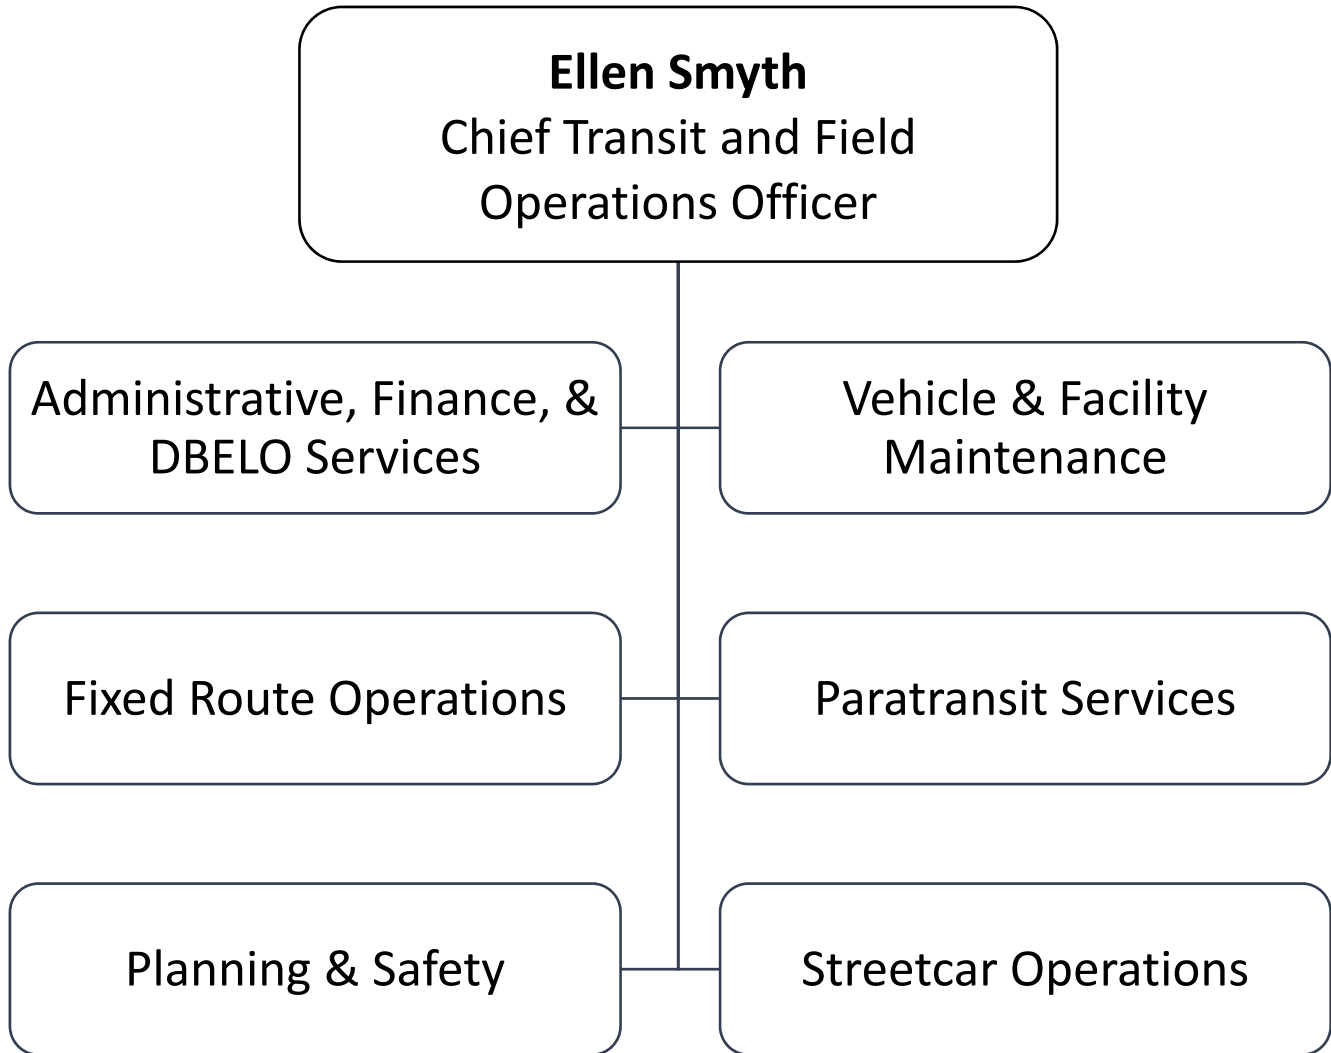 Ellen Smyth
Chief Transit and Field
Operations Officer
Administrative, Finance, &
DBELO Services
Vehicle & Facility
Maintenance
Fixed Route Operations
Paratransit Services
Planning & Safety
Streetcar Operations